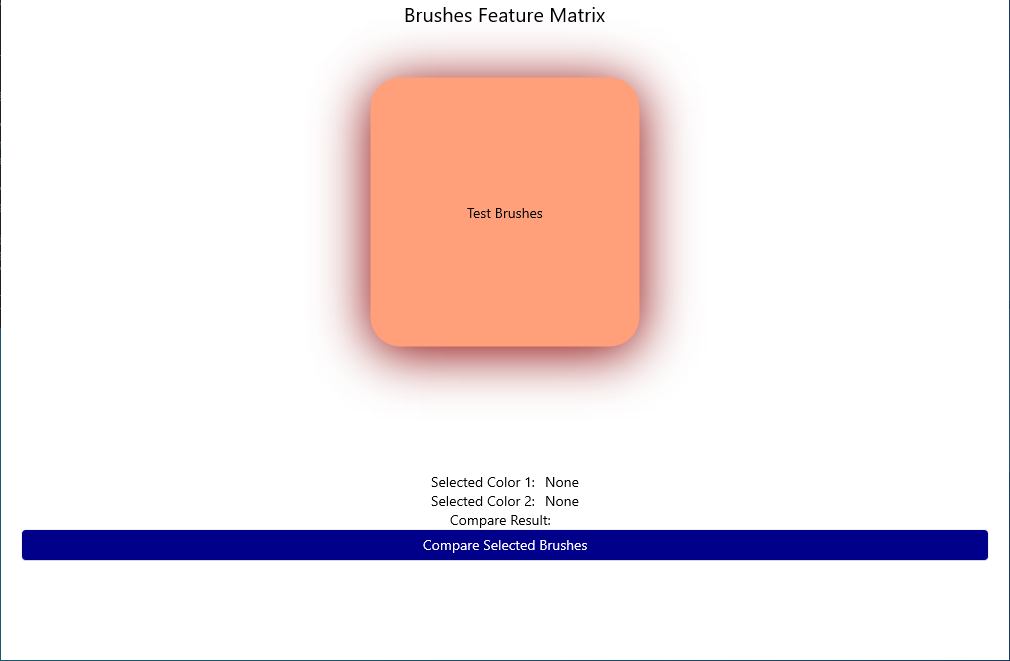 Brushes Feature Matrix
Test Brushes
Selected Color 1: None
Selected Color 2: None
Compare Result:
Compare Selected Brushes